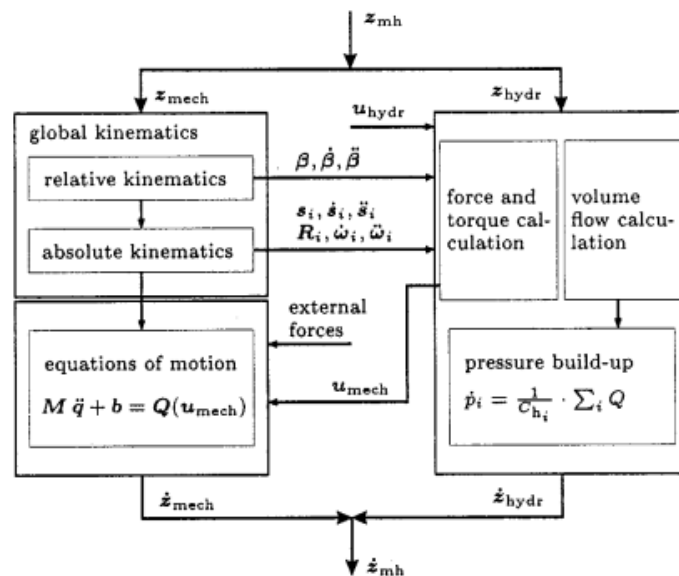 z_mh
z_mech
z_hydr
global kinematics
u_hydr
relative kinematics
β, β̇, β̈
force and
torque cal-
culation
volume
flow calcu-
lation
s_i, ṡ_i, s̈_i
R_i, ω̇_i, ω̈_i
absolute kinematics
external
forces
equations of motion
M q̈ + b = Q(u_mech)
u_mech
pressure build-up
ṗ_i = 1/C_h_i · ∑_i Q
ż_mech
ż_hydr
ż_mh